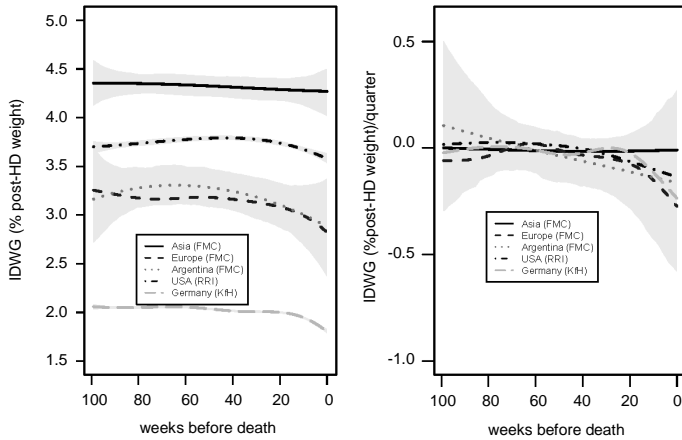 5.0
4.5
4.0
3.5
3.0
2.5
2.0
1.5
IDWG (% post-HD weight)
Asia (FMC)
Europe (FMC)
Argentina (FMC)
USA (RRI)
Germany (KfH)
100 80 60 40 20 0
weeks before death
0.5
0.0
-0.5
-1.0
IDWG (%post-HD weight)/quarter
Asia (FMC)
Europe (FMC)
Argentina (FMC)
USA (RRI)
Germany (KfH)
100 80 60 40 20 0
weeks before death